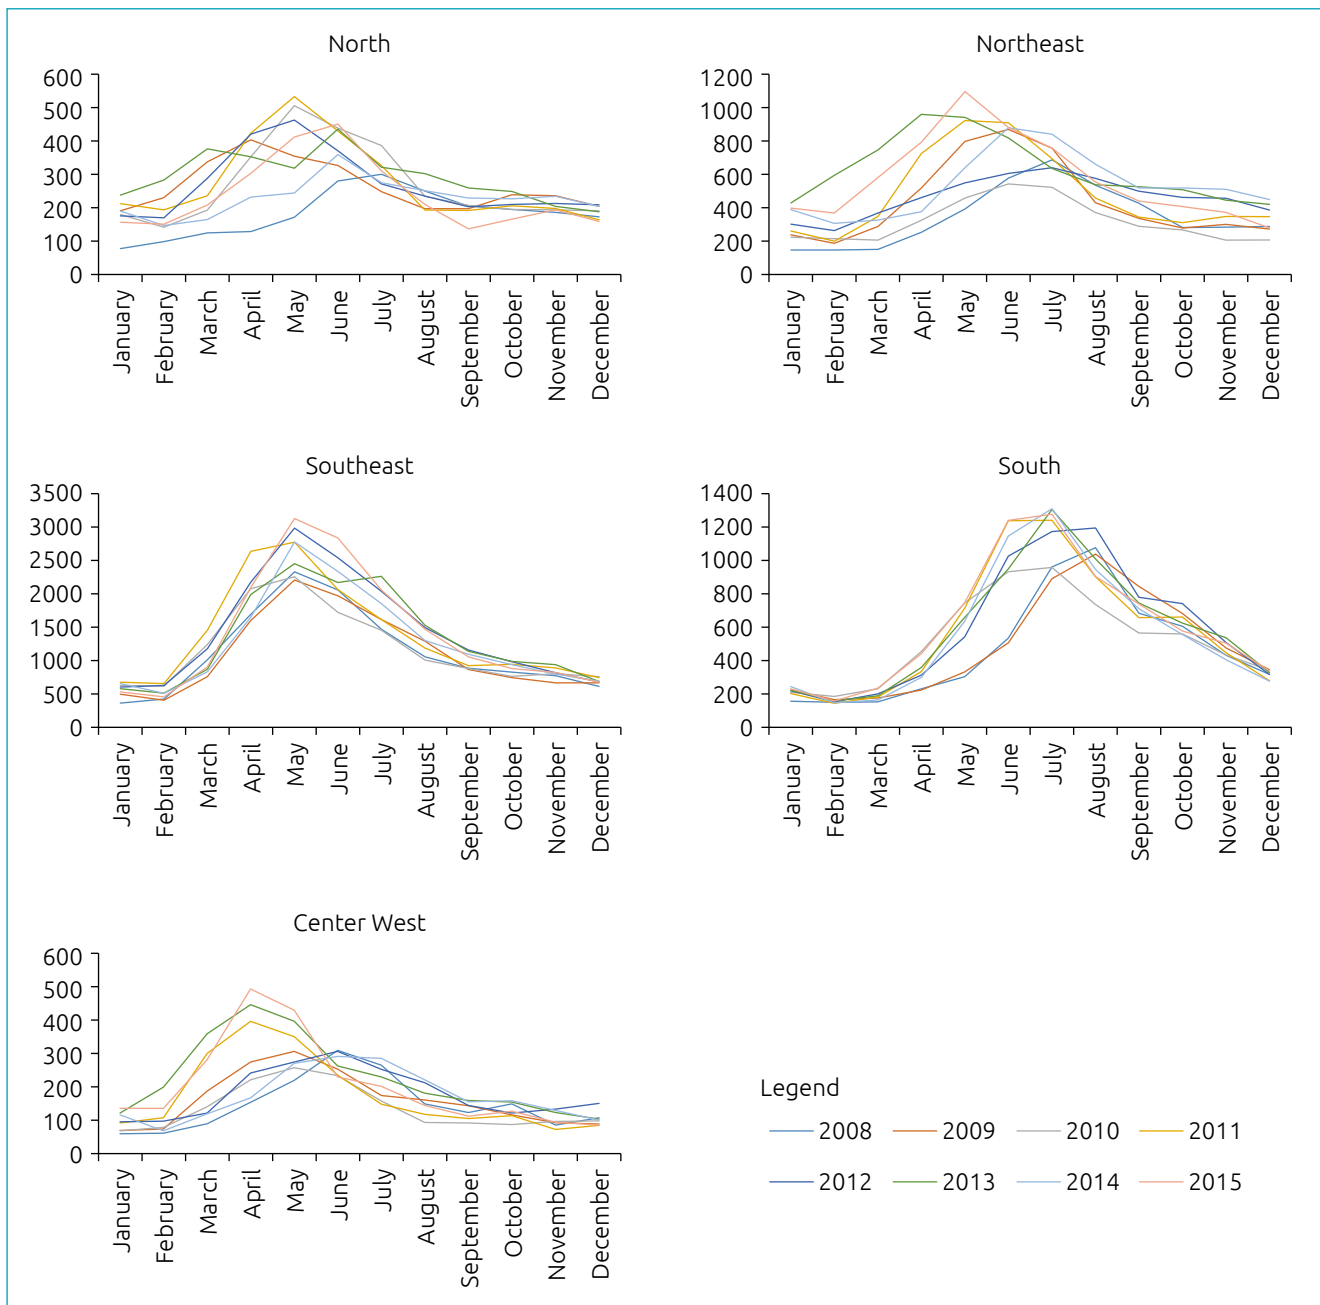 North
600
500
400
300
200
100
0
January
February
March
April
May
June
July
August
September
October
November
December
Northeast
1200
1000
800
600
400
200
0
January
February
March
April
May
June
July
August
September
October
November
December
Southeast
3500
3000
2500
2000
1500
1000
500
0
January
February
March
April
May
June
July
August
September
October
November
December
South
1400
1200
1000
800
600
400
200
0
January
February
March
April
May
June
July
August
September
October
November
December
Center West
600
500
400
300
200
100
0
January
February
March
April
May
June
July
August
September
October
November
December
Legend
2008 2009 2010 2011
2012 2013 2014 2015